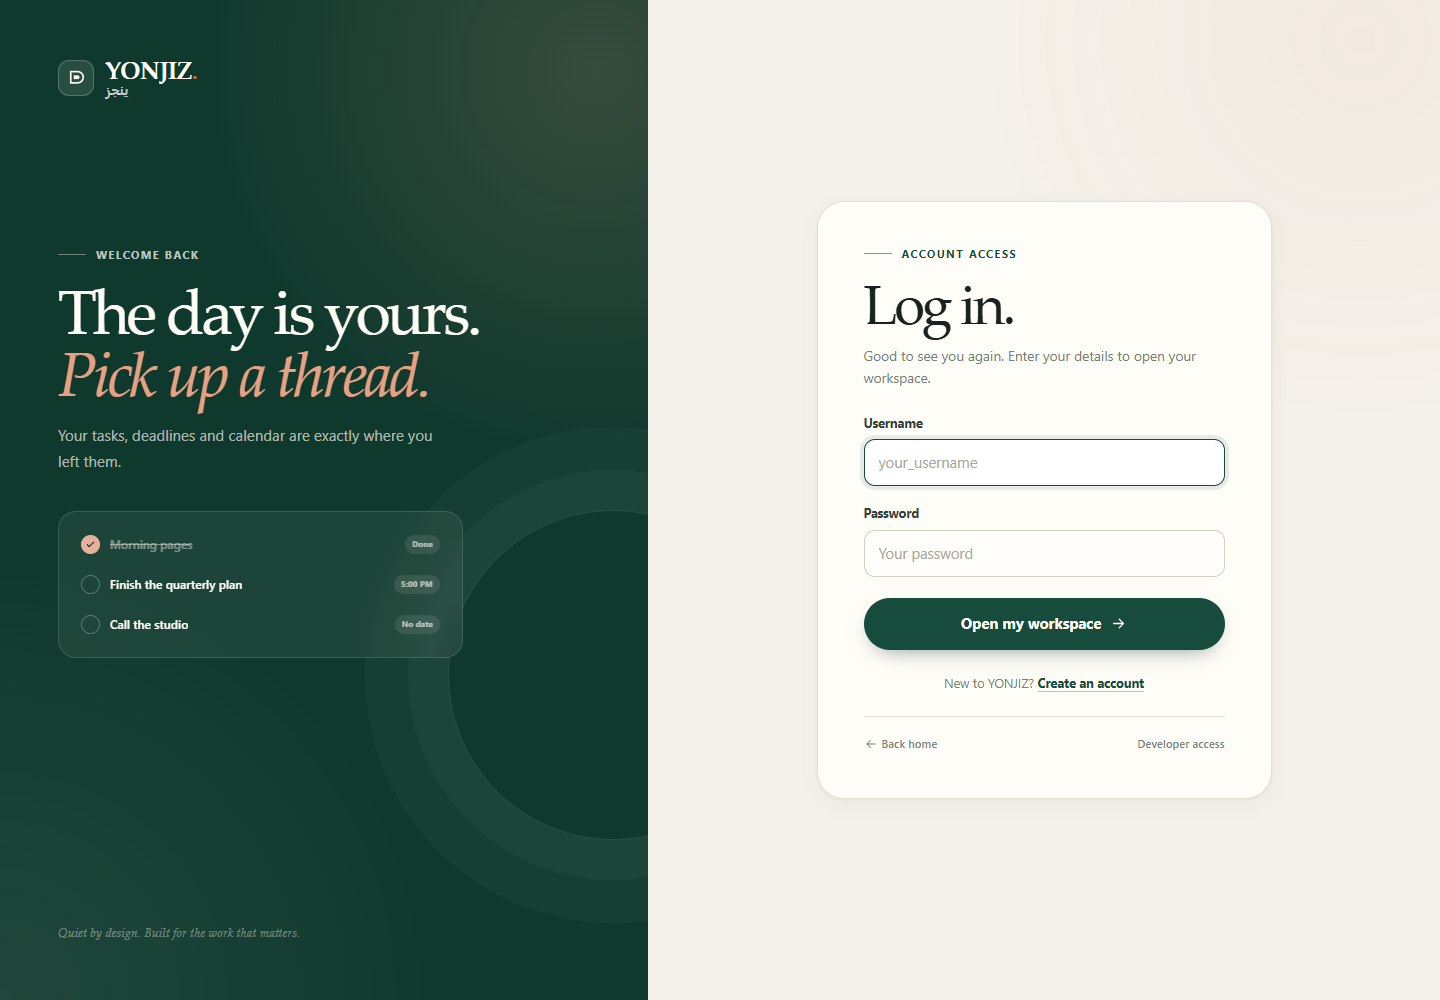 YONJIZ.
ينجز
WELCOME BACK
The day is yours.
Pick up a thread.
Your tasks, deadlines and calendar are exactly where you
left them.
Morning pages
Done
Finish the quarterly plan
5:00 PM
Call the studio
No date
Quiet by design. Built for the work that matters.
ACCOUNT ACCESS
Log in.
Good to see you again. Enter your details to open your
workspace.
Username
your_username
Password
Your password
Open my workspace →
New to YONJIZ? Create an account
← Back home
Developer access